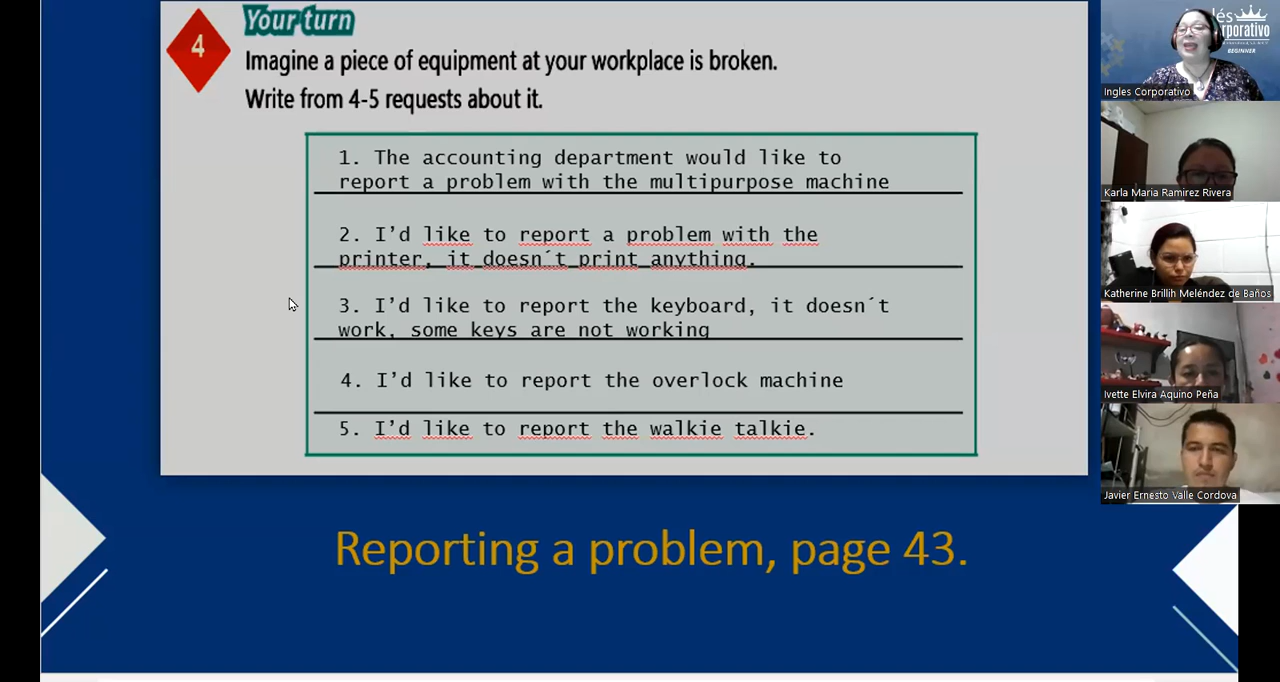 4
Your turn
Imagine a piece of equipment at your workplace is broken.
Write from 4-5 requests about it.
1. The accounting department would like to
report a problem with the multipurpose machine
2. I’d like to report a problem with the
printer, it doesn´t print anything.
3. I’d like to report the keyboard, it doesn´t
work, some keys are not working
4. I’d like to report the overlock machine
5. I’d like to report the walkie talkie.
Reporting a problem, page 43.
BEGINNER
Ingles Corporativo
Karla Maria Ramirez Rivera
Katherine Brillih Meléndez de Baños
Ivette Elvira Aquino Peña
Javier Ernesto Valle Cordova